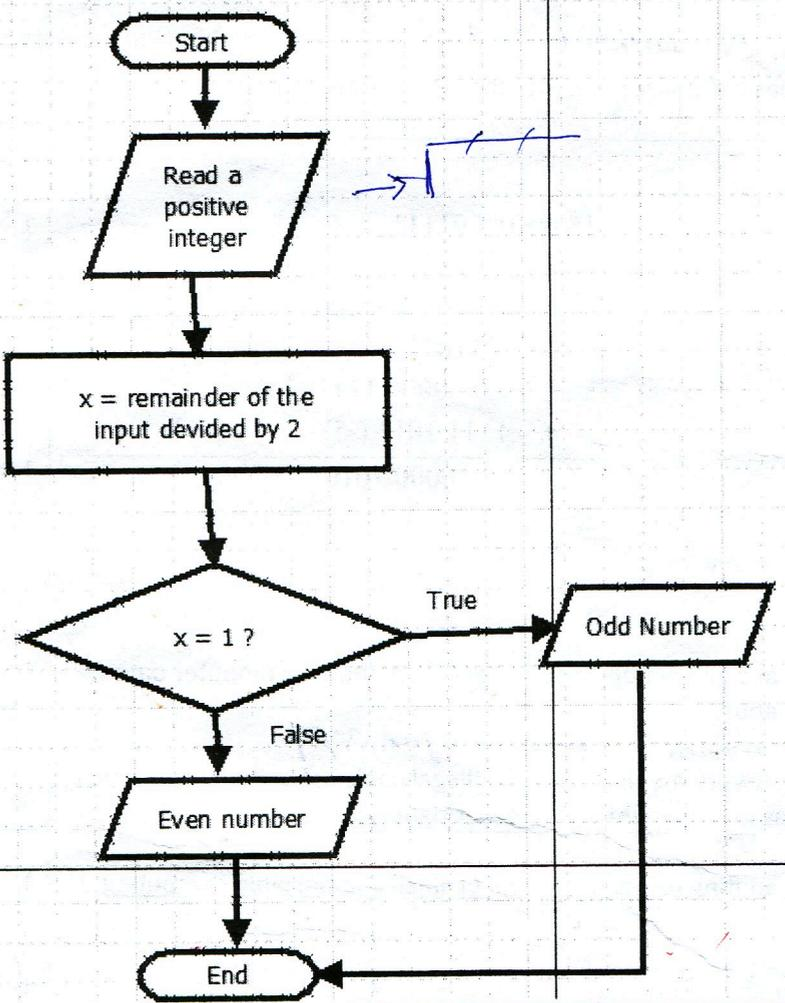 Start
Read a
positive
integer
x = remainder of the
input devided by 2
x = 1 ?
True
Odd Number
False
Even number
End